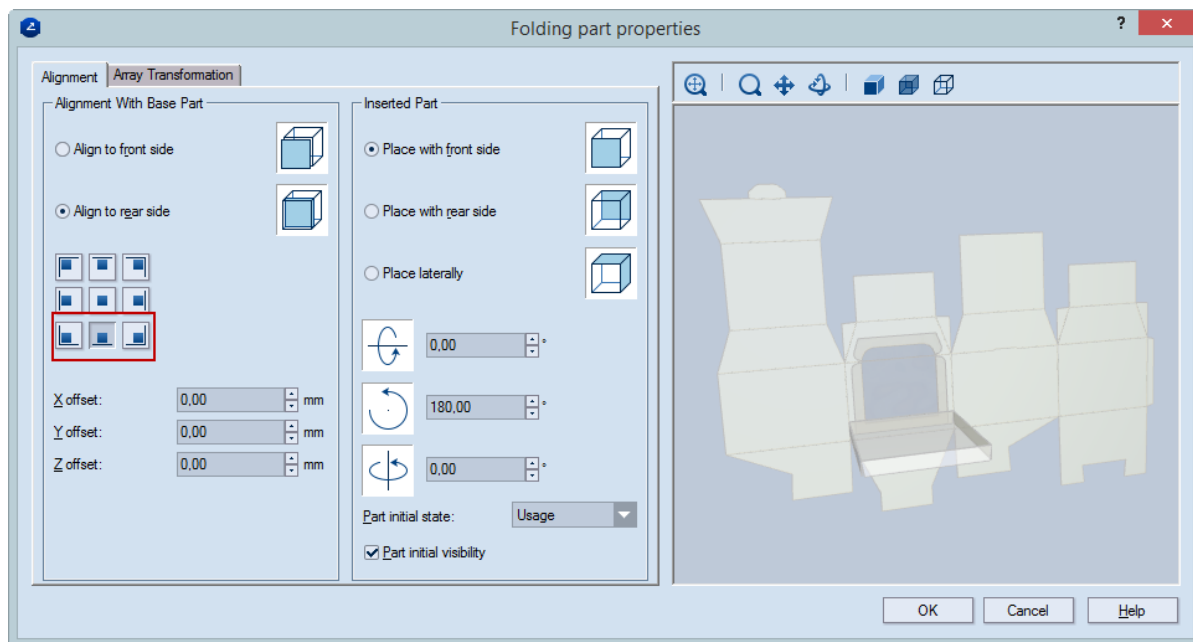 Folding part properties
?
Alignment
Array Transformation
Alignment With Base Part
Align to front side
Align to rear side
X offset:
0,00
mm
Y offset:
0,00
mm
Z offset:
0,00
mm
Inserted Part
Place with front side
Place with rear side
Place laterally
0,00
°
180,00
°
0,00
°
Part initial state:
Usage
Part initial visibility
OK
Cancel
Help